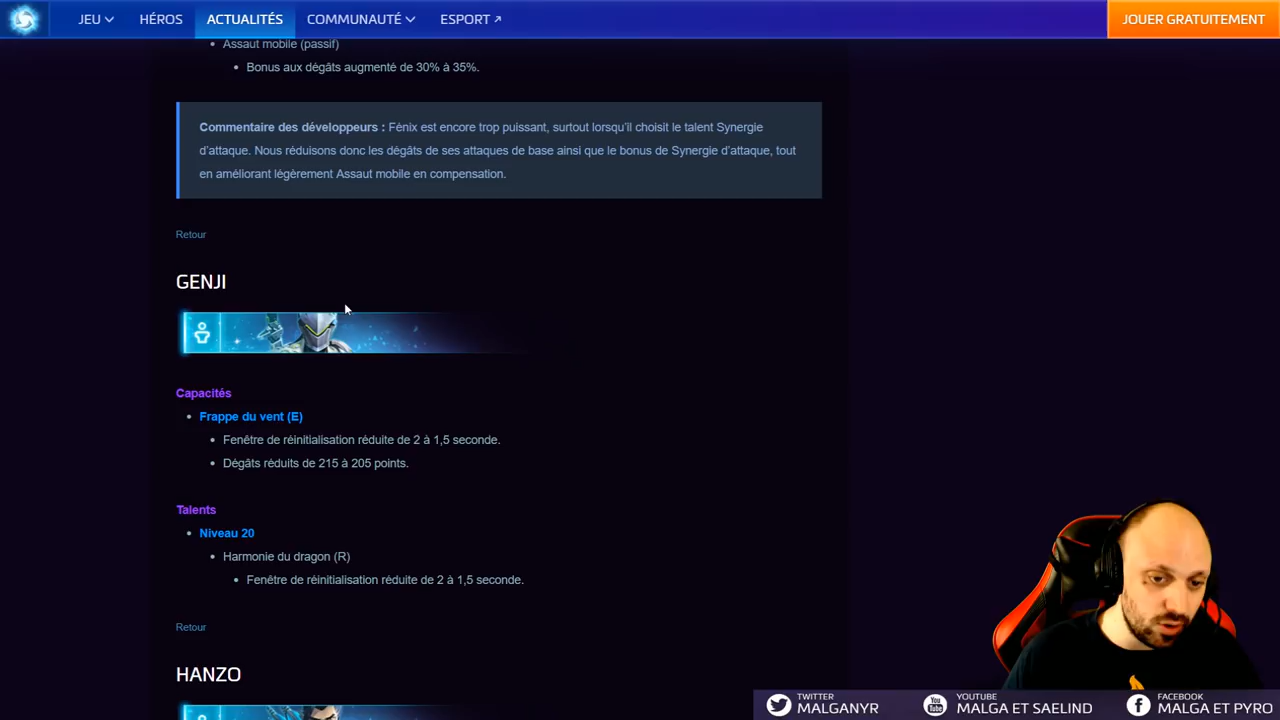 JEU HÉROS ACTUALITÉS COMMUNAUTÉ ESPORT JOUER GRATUITEMENT
Assaut mobile (passif)
Bonus aux dégâts augmenté de 30% à 35%.
Commentaire des développeurs : Fénix est encore trop puissant, surtout lorsqu'il choisit le talent Synergie
d'attaque. Nous réduisons donc les dégâts de ses attaques de base ainsi que le bonus de Synergie d'attaque, tout
en améliorant légèrement Assaut mobile en compensation.
Retour
GENJI
Capacités
Frappe du vent (E)
Fenêtre de réinitialisation réduite de 2 à 1,5 seconde.
Dégâts réduits de 215 à 205 points.
Talents
Niveau 20
Harmonie du dragon (R)
Fenêtre de réinitialisation réduite de 2 à 1,5 seconde.
Retour
HANZO
TWITTER
MALGANYR
YOUTUBE
MALGA ET SAELIND
FACEBOOK
MALGA ET PYRO